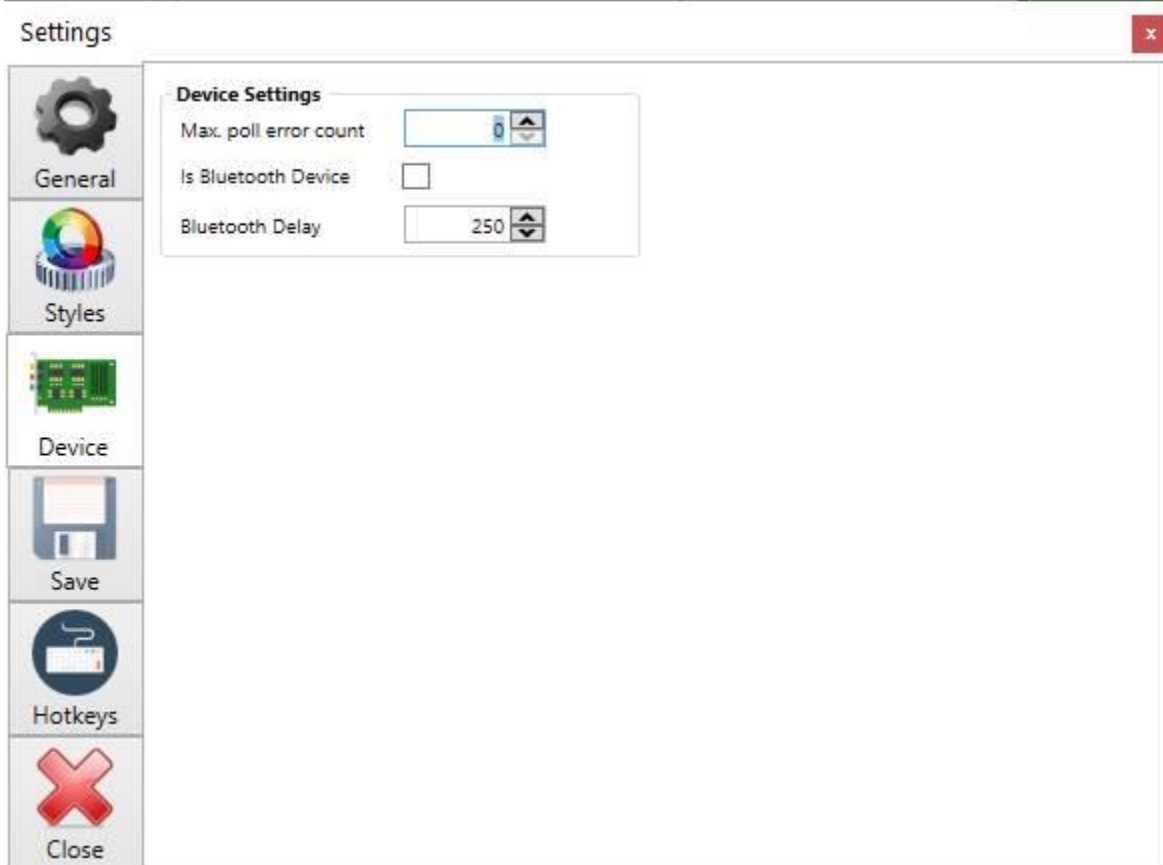 Settings
x
General
Styles
Device
Save
Hotkeys
Close
Device Settings
Max. poll error count 0
Is Bluetooth Device
Bluetooth Delay 250